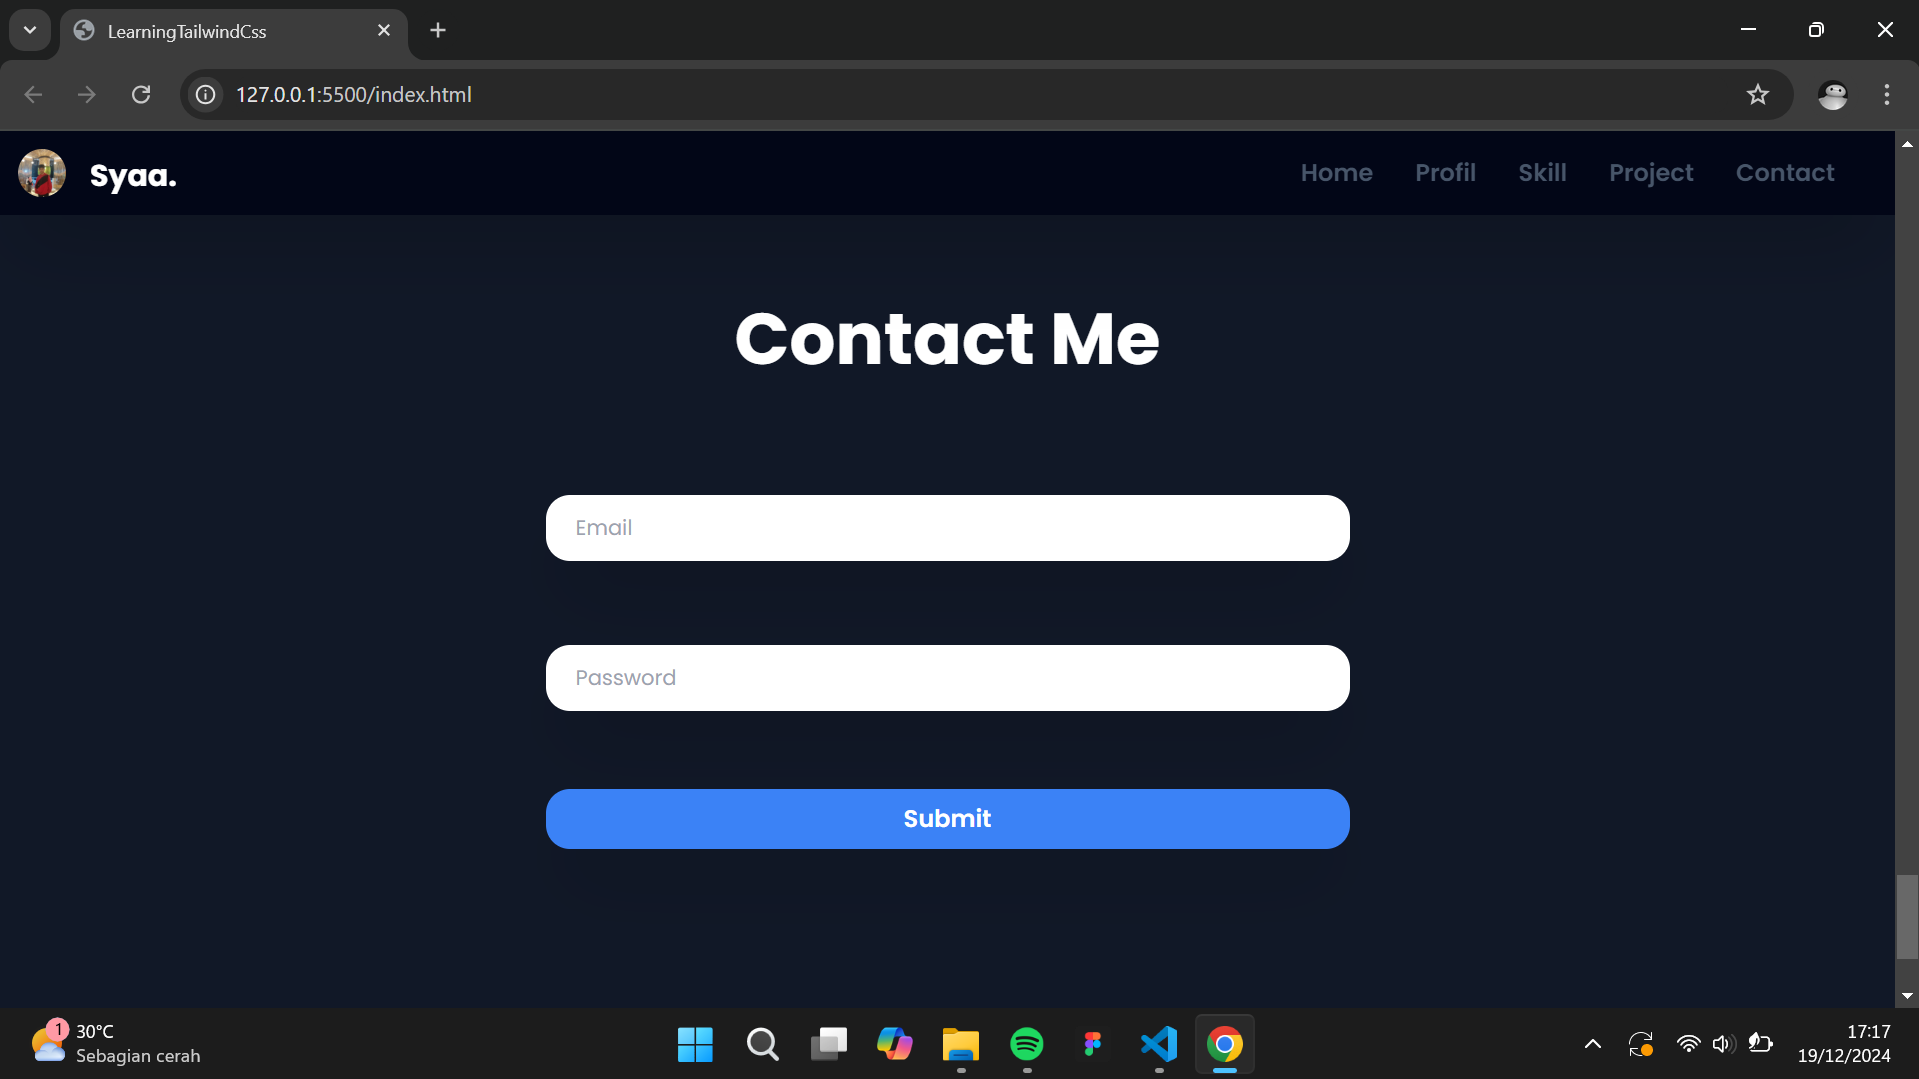 LearningTailwindCss
127.0.0.1:5500/index.html
Syaa.
Home Profil Skill Project Contact
Contact Me
Email
Password
Submit
1
30°C
Sebagian cerah
17:17
19/12/2024